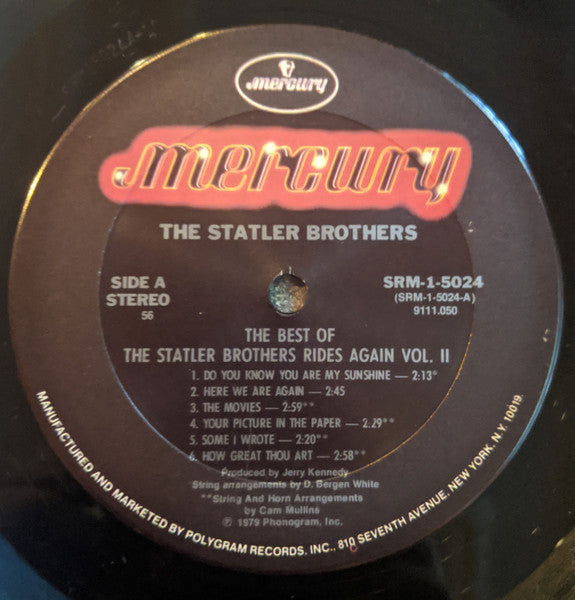 mercury
mercury
THE STATLER BROTHERS
SIDE A
STEREO
56
SRM-1-5024
(SRM-1-5024-A)
9111.050
THE BEST OF
THE STATLER BROTHERS RIDES AGAIN VOL. II
1. DO YOU KNOW YOU ARE MY SUNSHINE — 2:13*
2. HERE WE ARE AGAIN — 2:45
3. THE MOVIES — 2:59**
4. YOUR PICTURE IN THE PAPER — 2.29**
5. SOME I WROTE — 2:20**
6. HOW GREAT THOU ART — 2:58**
Produced by Jerry Kennedy
String arrangements by D. Bergen White
**String And Horn Arrangements
by Cam Mullins
℗ 1979 Phonogram, Inc.
MANUFACTURED AND MARKETED BY POLYGRAM RECORDS. INC., 810 SEVENTH AVENUE, NEW YORK, N.Y. 10019.